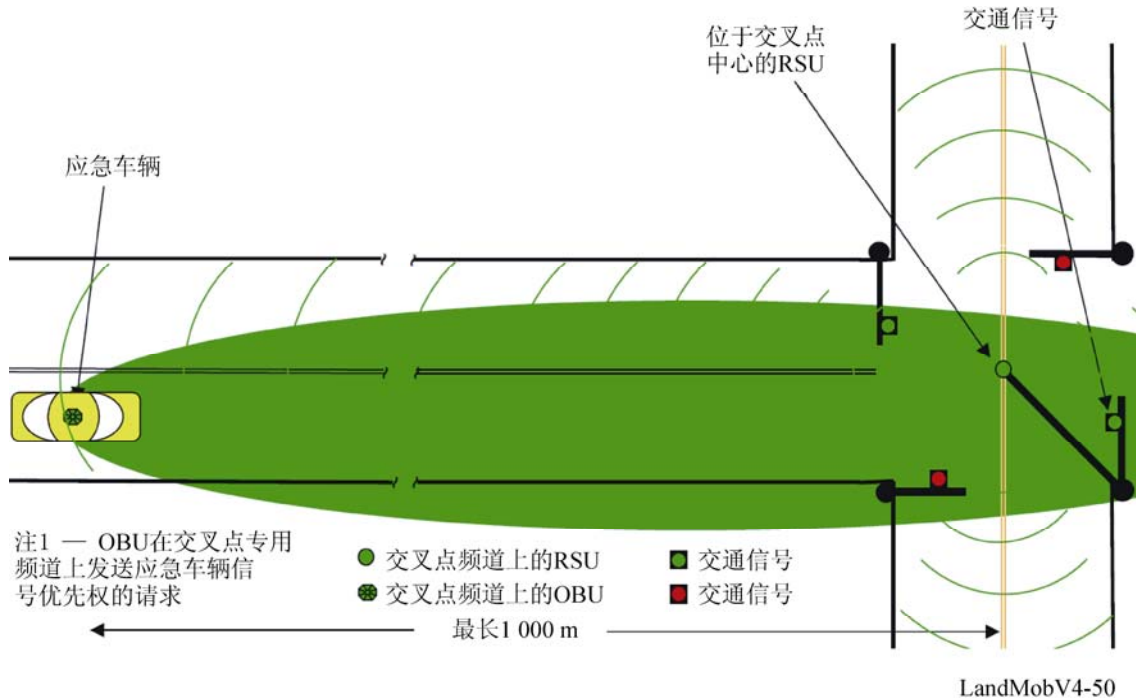 交通信号
位于交叉点
中心的RSU
应急车辆
注1 — OBU在交叉点专用
频道上发送应急车辆信
号优先权的请求
交叉点频道上的RSU
交通信号
交叉点频道上的OBU
交通信号
最长1 000 m
LandMobV4-50